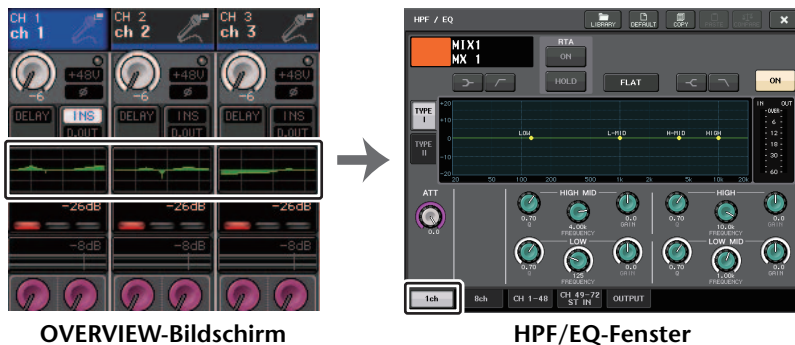 CH 1 CH 2 CH 3
ch 1 ch 2 ch 3
+48V +48V +48V
Ø Ø Ø
-6 -6 -6
DELAY INS DELAY INS DELAY INS
D.OUT D.OUT D.OUT
-26dB -26dB -26dB
-8dB -8dB -8dB
OVERVIEW-Bildschirm
HPF / EQ
LIBRARY DEFAULT COPY PASTE COMPARE
MIX1
MX 1
RTA
ON
HOLD
FLAT
ON
TYPE I
TYPE II
+20
+10
0
-10
-20
LOW L-MID H-MID HIGH
20 50 100 200 500 1k 2k 5k 10k 20k
IN OUT
-OVER-
6
12
18
30
60
ATT
0.0
HIGH MID
0.70 4.00k 0.0
Q FREQUENCY GAIN
HIGH
0.70 10.0k 0.0
Q FREQUENCY GAIN
LOW
0.70 125 0.0
Q FREQUENCY GAIN
LOW MID
0.70 1.00k 0.0
Q FREQUENCY GAIN
1ch 8ch CH 1-48 CH 49-72 ST IN OUTPUT
HPF/EQ-Fenster